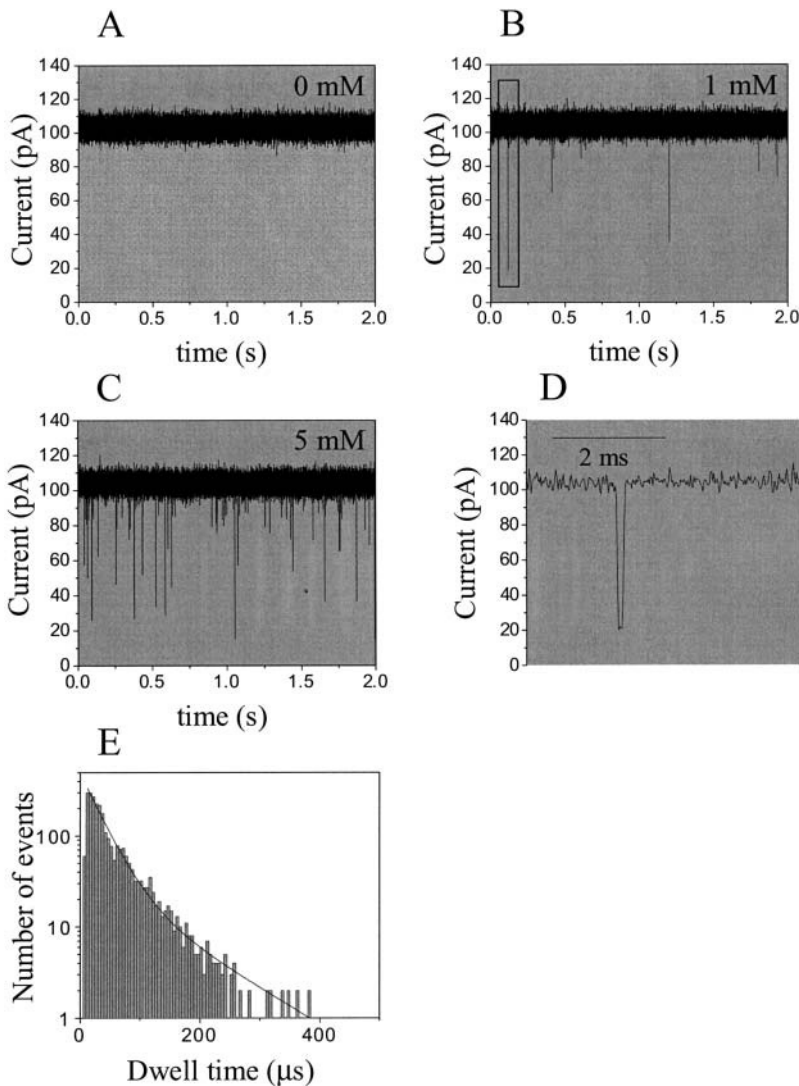 A
0 mM
140
120
100
80
60
40
20
0
Current (pA)
0.0 0.5 1.0 1.5 2.0
time (s)
B
1 mM
140
120
100
80
60
40
20
0
Current (pA)
0.0 0.5 1.0 1.5 2.0
time (s)
C
5 mM
140
120
100
80
60
40
20
0
Current (pA)
0.0 0.5 1.0 1.5 2.0
time (s)
D
2 ms
140
120
100
80
60
40
20
0
Current (pA)
E
100
10
1
Number of events
0 200 400
Dwell time (μs)